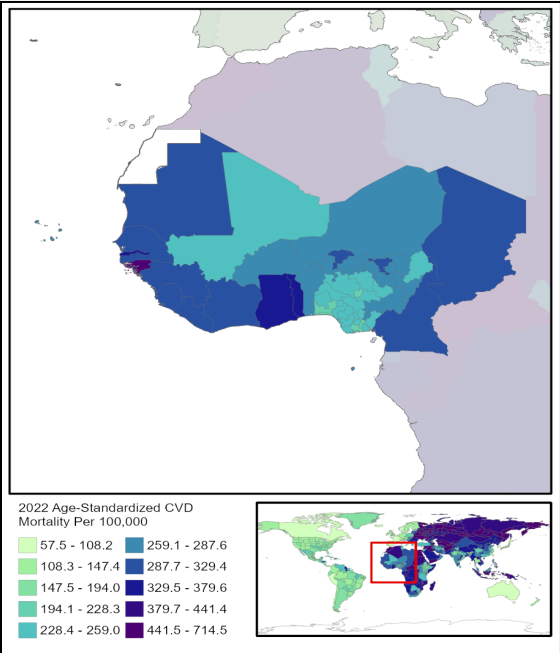 2022 Age-Standardized CVD
Mortality Per 100,000
57.5 - 108.2
108.3 - 147.4
147.5 - 194.0
194.1 - 228.3
228.4 - 259.0
259.1 - 287.6
287.7 - 329.4
329.5 - 379.6
379.7 - 441.4
441.5 - 714.5